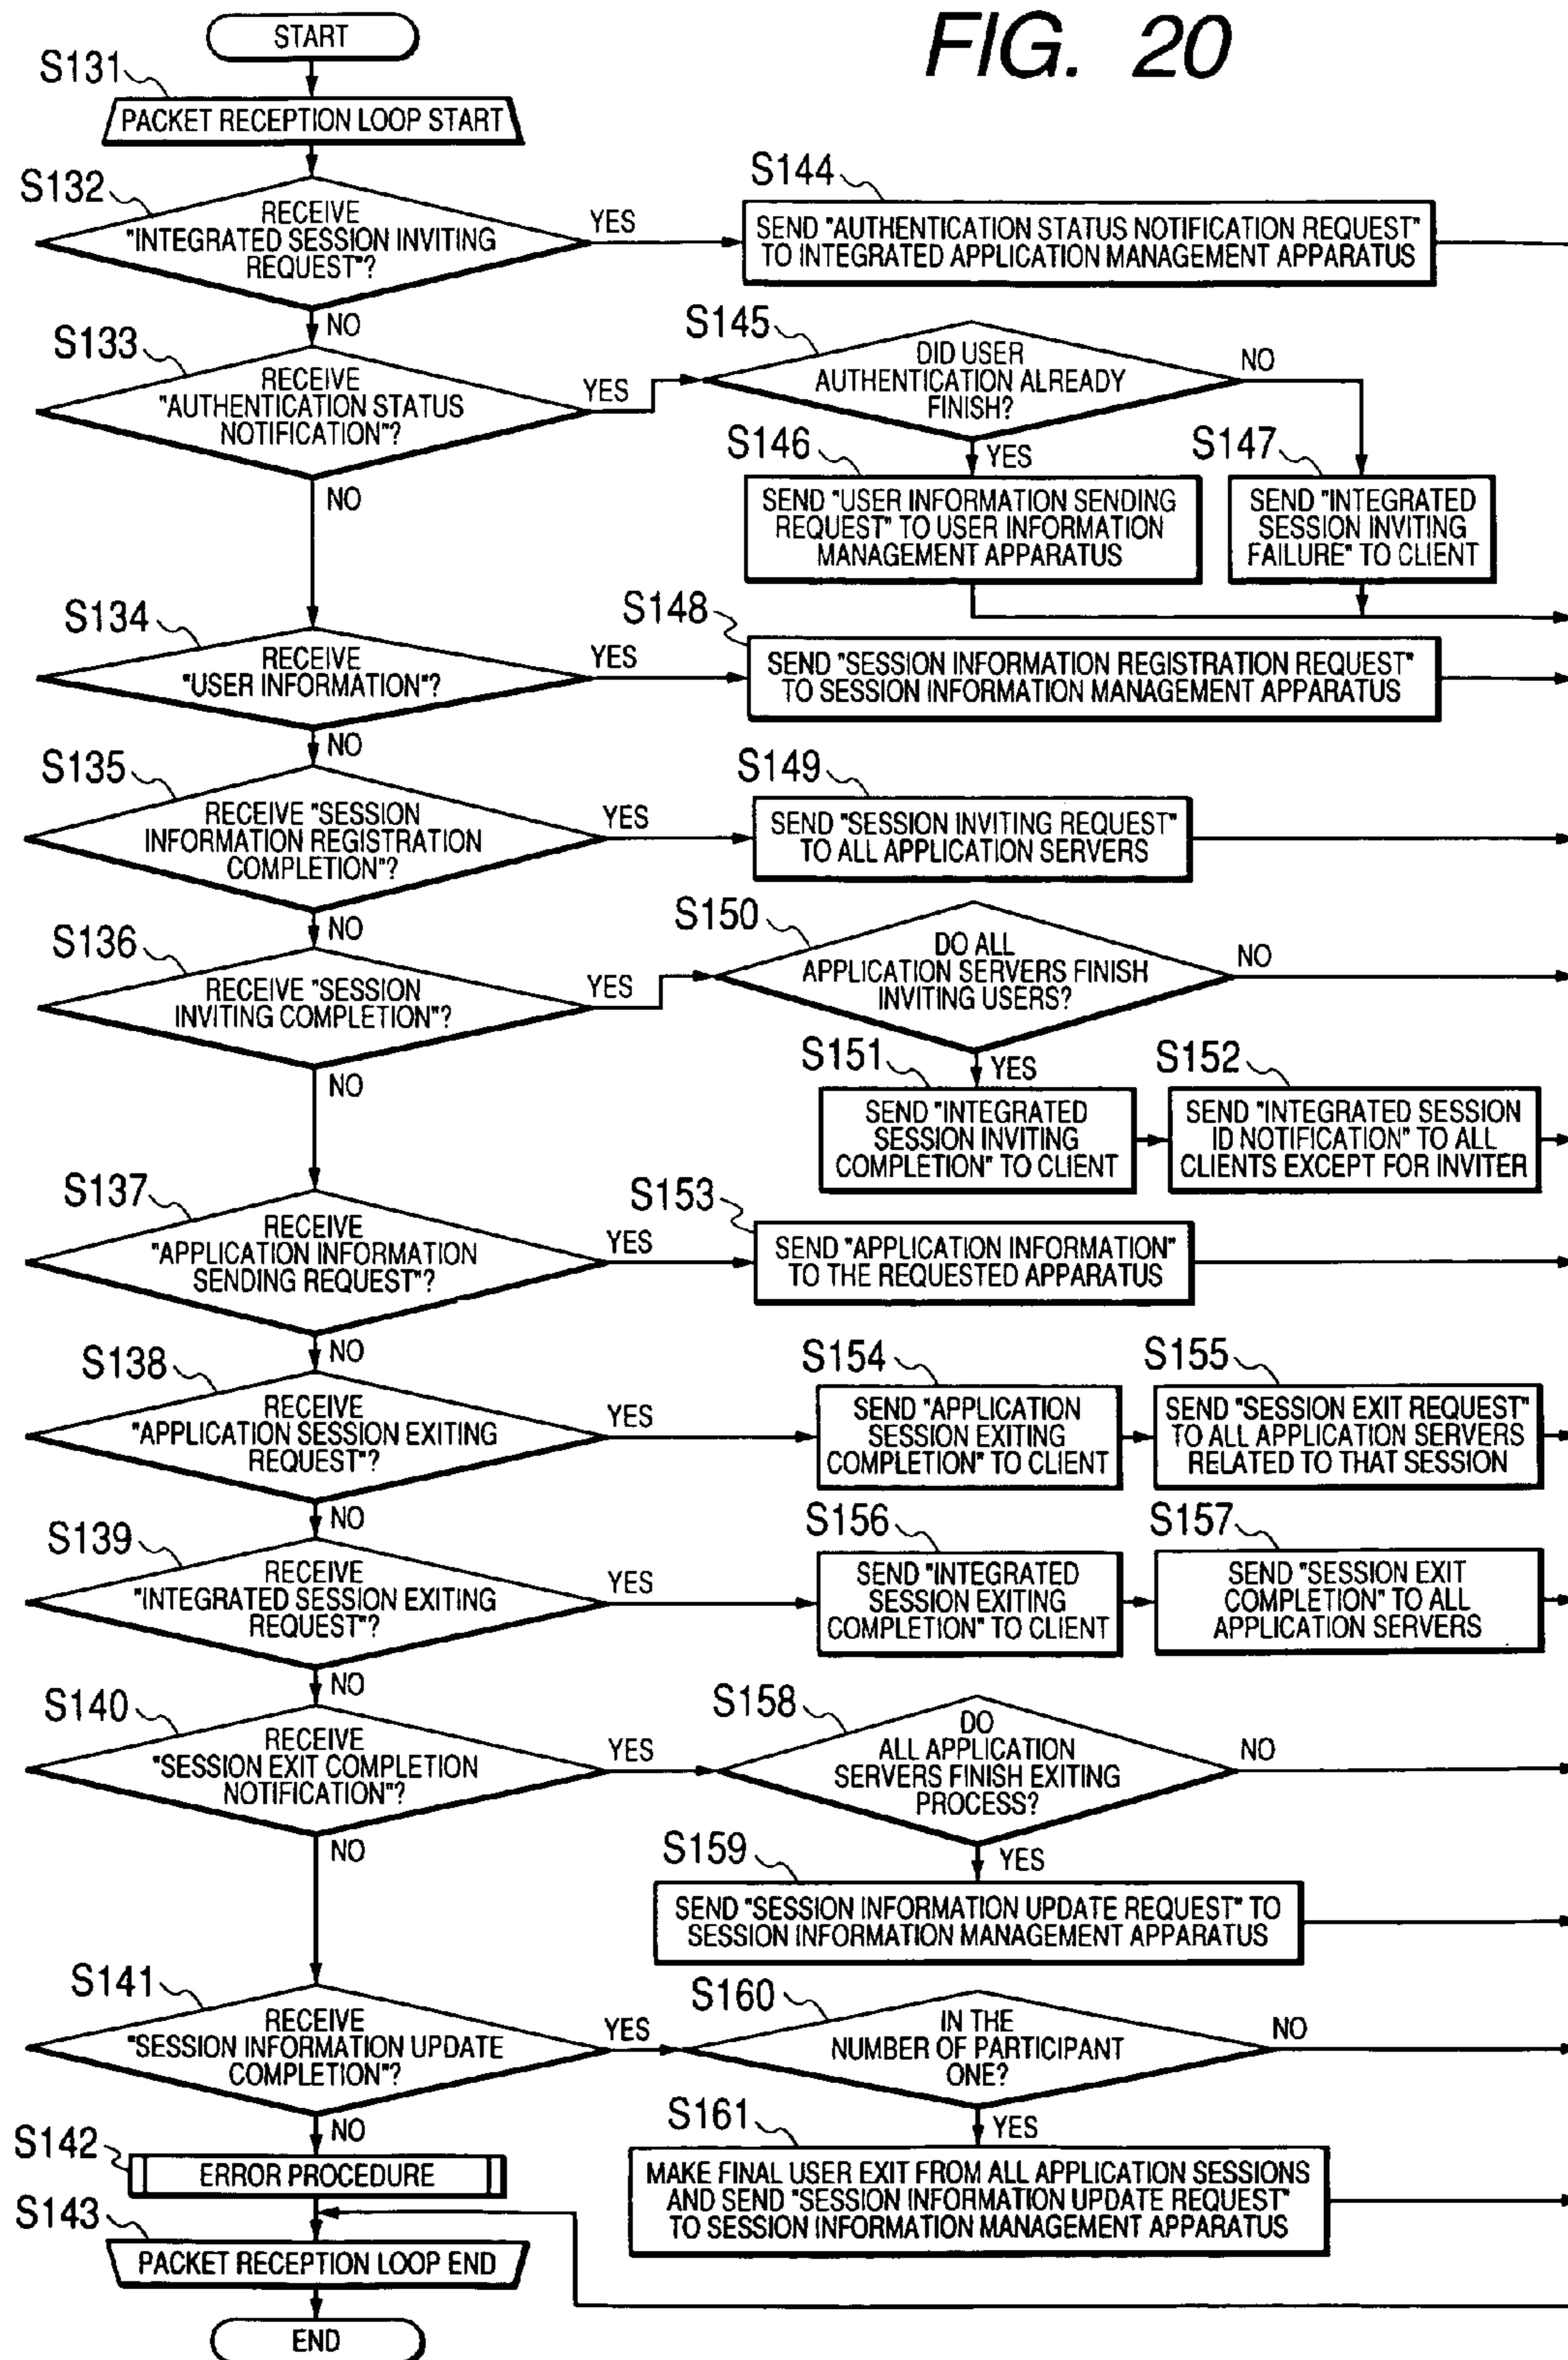 FIG. 20
START
S131
PACKET RECEPTION LOOP START
S132
RECEIVE
"INTEGRATED SESSION INVITING
REQUEST"?
YES
NO
S144
SEND "AUTHENTICATION STATUS NOTIFICATION REQUEST"
TO INTEGRATED APPLICATION MANAGEMENT APPARATUS
S133
RECEIVE
"AUTHENTICATION STATUS
NOTIFICATION"?
YES
NO
S145
DID USER
AUTHENTICATION ALREADY
FINISH?
NO
YES
S146
SEND "USER INFORMATION SENDING
REQUEST" TO USER INFORMATION
MANAGEMENT APPARATUS
S147
SEND "INTEGRATED
SESSION INVITING
FAILURE" TO CLIENT
S134
RECEIVE
"USER INFORMATION"?
YES
NO
S148
SEND "SESSION INFORMATION REGISTRATION REQUEST"
TO SESSION INFORMATION MANAGEMENT APPARATUS
S135
RECEIVE "SESSION
INFORMATION REGISTRATION
COMPLETION"?
YES
NO
S149
SEND "SESSION INVITING REQUEST"
TO ALL APPLICATION SERVERS
S136
RECEIVE "SESSION
INVITING COMPLETION"?
YES
NO
S150
DO ALL
APPLICATION SERVERS FINISH
INVITING USERS?
NO
YES
S151
SEND "INTEGRATED
SESSION INVITING
COMPLETION" TO CLIENT
S152
SEND "INTEGRATED SESSION
ID NOTIFICATION" TO ALL
CLIENTS EXCEPT FOR INVITER
S137
RECEIVE
"APPLICATION INFORMATION
SENDING REQUEST"?
YES
NO
S153
SEND "APPLICATION INFORMATION"
TO THE REQUESTED APPARATUS
S138
RECEIVE
"APPLICATION SESSION EXITING
REQUEST"?
YES
NO
S154
SEND "APPLICATION
SESSION EXITING
COMPLETION" TO CLIENT
S155
SEND "SESSION EXIT REQUEST"
TO ALL APPLICATION SERVERS
RELATED TO THAT SESSION
S139
RECEIVE
"INTEGRATED SESSION EXITING
REQUEST"?
YES
NO
S156
SEND "INTEGRATED
SESSION EXITING
COMPLETION" TO CLIENT
S157
SEND "SESSION EXIT
COMPLETION" TO ALL
APPLICATION SERVERS
S140
RECEIVE
"SESSION EXIT COMPLETION
NOTIFICATION"?
YES
NO
S158
DO
ALL APPLICATION
SERVERS FINISH EXITING
PROCESS?
NO
YES
S159
SEND "SESSION INFORMATION UPDATE REQUEST" TO
SESSION INFORMATION MANAGEMENT APPARATUS
S141
RECEIVE
"SESSION INFORMATION UPDATE
COMPLETION"?
YES
NO
S160
IN THE
NUMBER OF PARTICIPANT
ONE?
NO
YES
S161
MAKE FINAL USER EXIT FROM ALL APPLICATION SESSIONS
AND SEND "SESSION INFORMATION UPDATE REQUEST"
TO SESSION INFORMATION MANAGEMENT APPARATUS
S142
ERROR PROCEDURE
S143
PACKET RECEPTION LOOP END
END